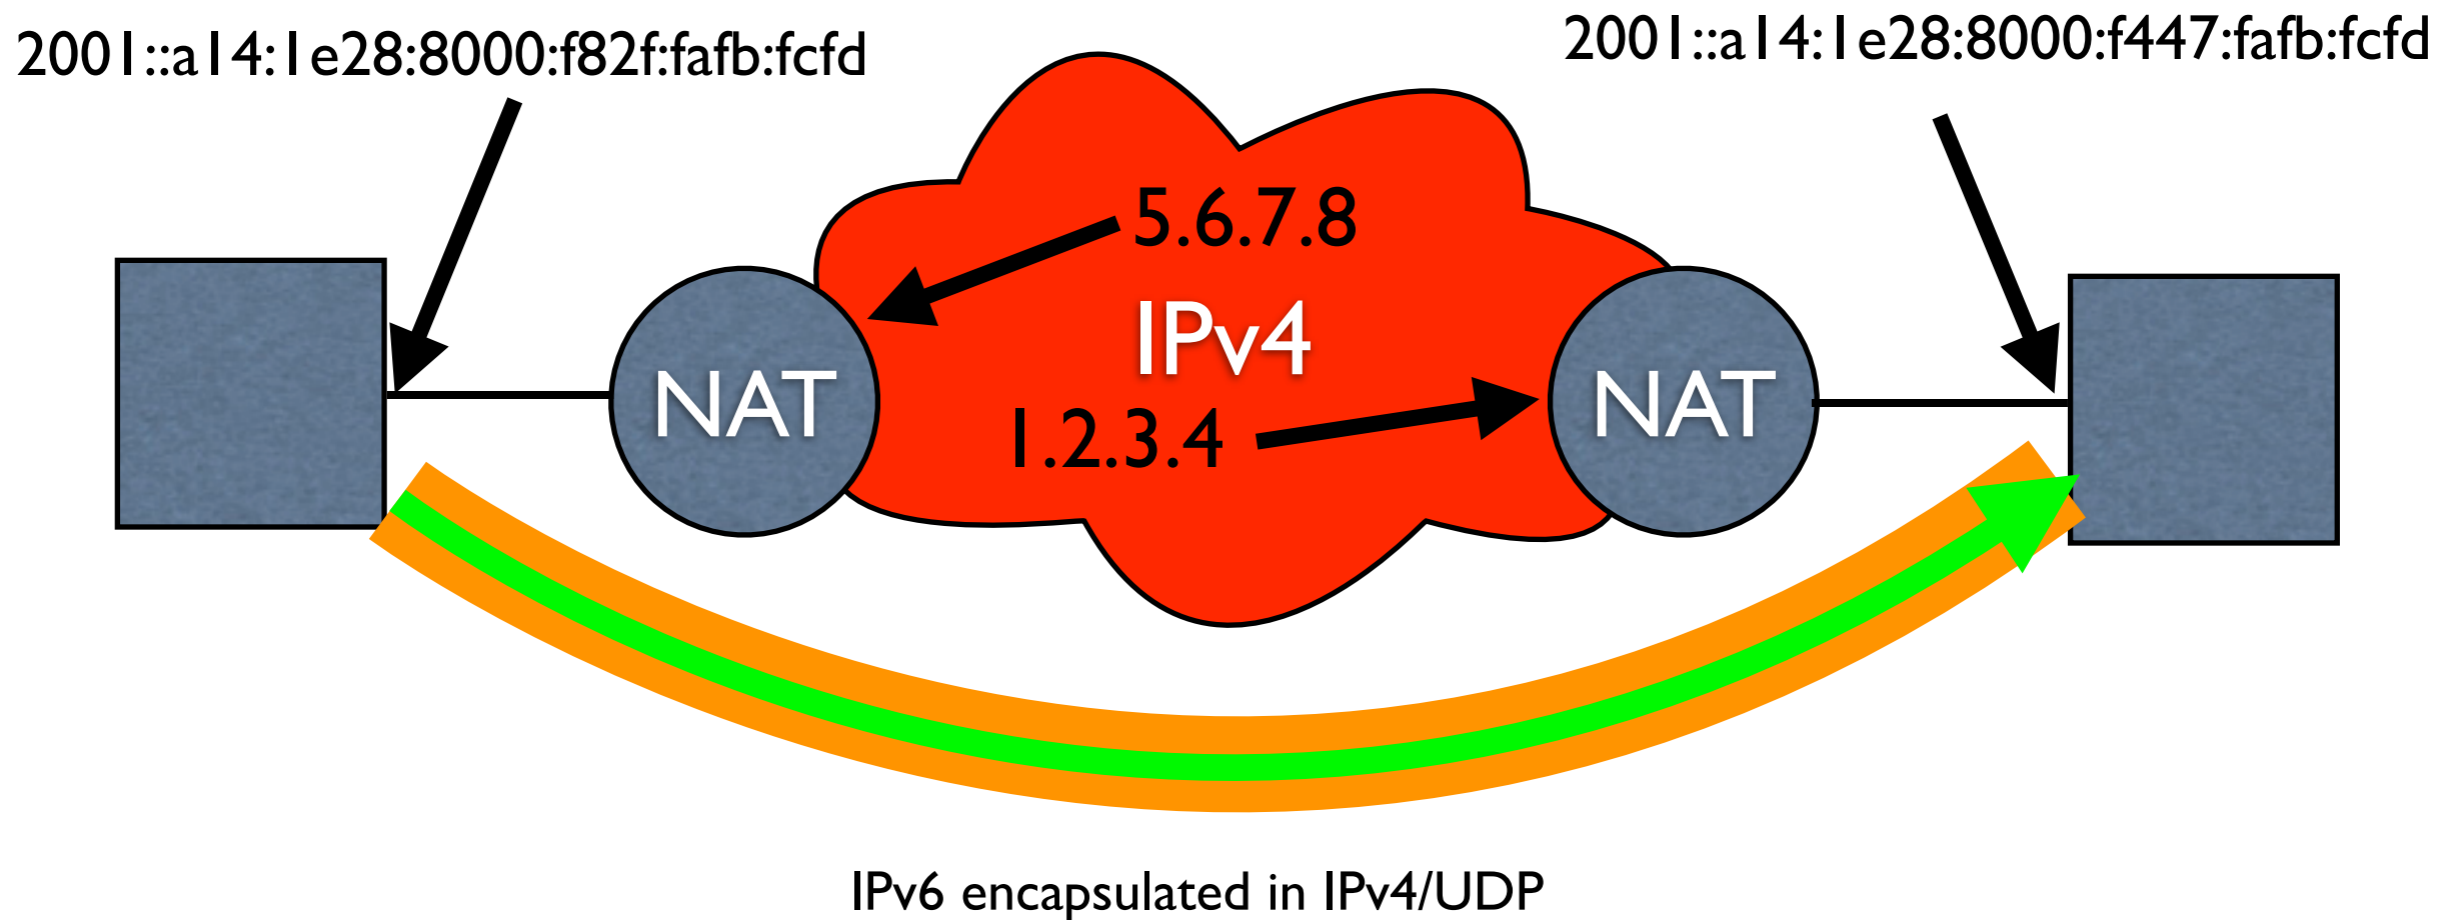 2001::a14:1e28:8000:f82f:fafb:fcfd
2001::a14:1e28:8000:f447:fafb:fcfd
5.6.7.8
IPv4
NAT
NAT
1.2.3.4
IPv6 encapsulated in IPv4/UDP